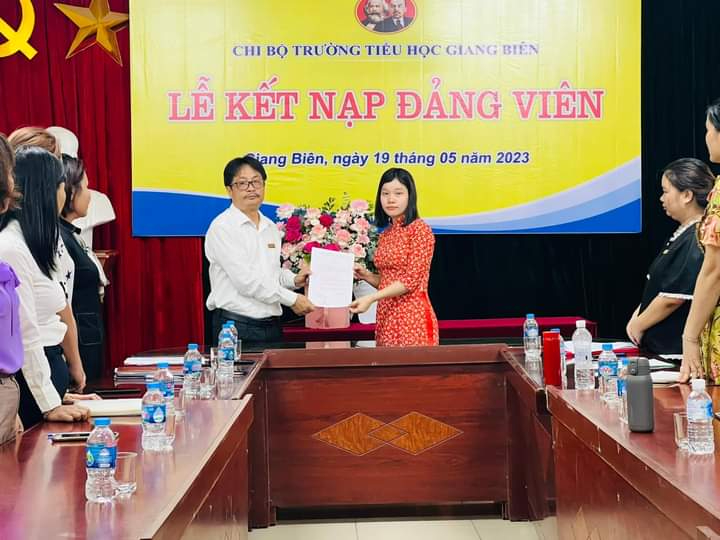 CHI BỘ TRƯỜNG TIỂU HỌC GIANG BIÊN
LỄ KẾT NẠP ĐẢNG VIÊN
Giang Biên, ngày 19 tháng 05 năm 2023